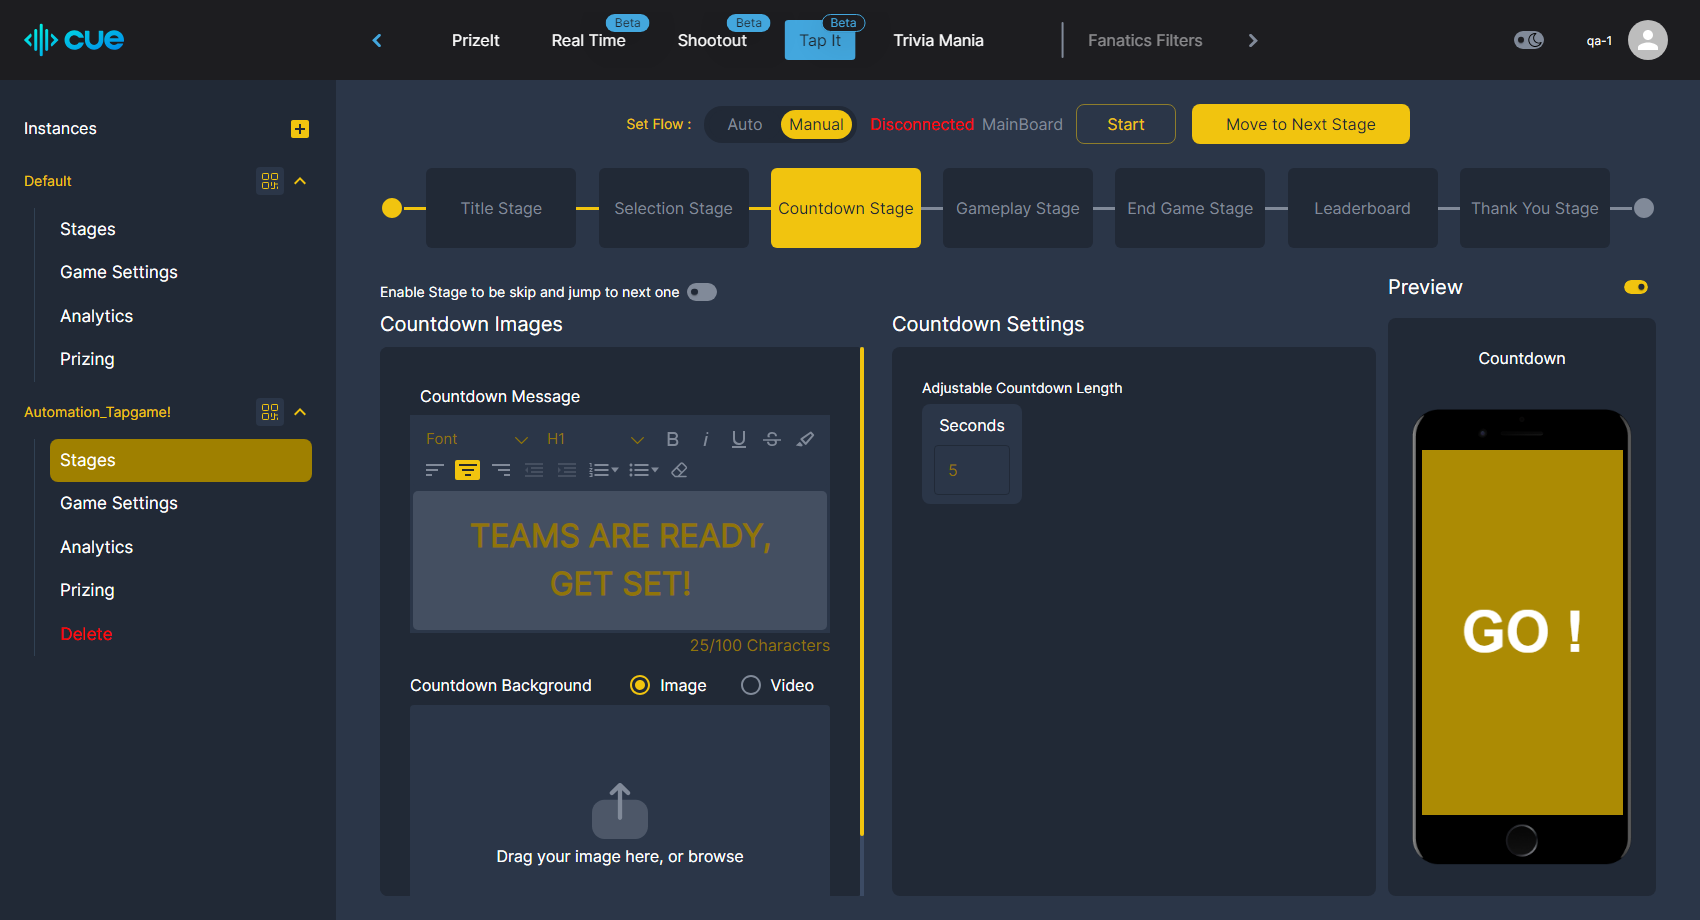 cue
PrizeIt
Real Time
Beta
Shootout
Beta
Tap It
Beta
Trivia Mania
Fanatics Filters
qa-1
Instances
Default
Stages
Game Settings
Analytics
Prizing
Automation_Tapgame!
Stages
Game Settings
Analytics
Prizing
Delete
Set Flow :
Auto
Manual
Disconnected MainBoard
Start
Move to Next Stage
Title Stage
Selection Stage
Countdown Stage
Gameplay Stage
End Game Stage
Leaderboard
Thank You Stage
Enable Stage to be skip and jump to next one
Countdown Images
Countdown Message
Font
H1
B
i
U
S
TEAMS ARE READY,
GET SET!
25/100 Characters
Countdown Background
Image
Video
Drag your image here, or browse
Countdown Settings
Adjustable Countdown Length
Seconds
5
Preview
Countdown
GO !